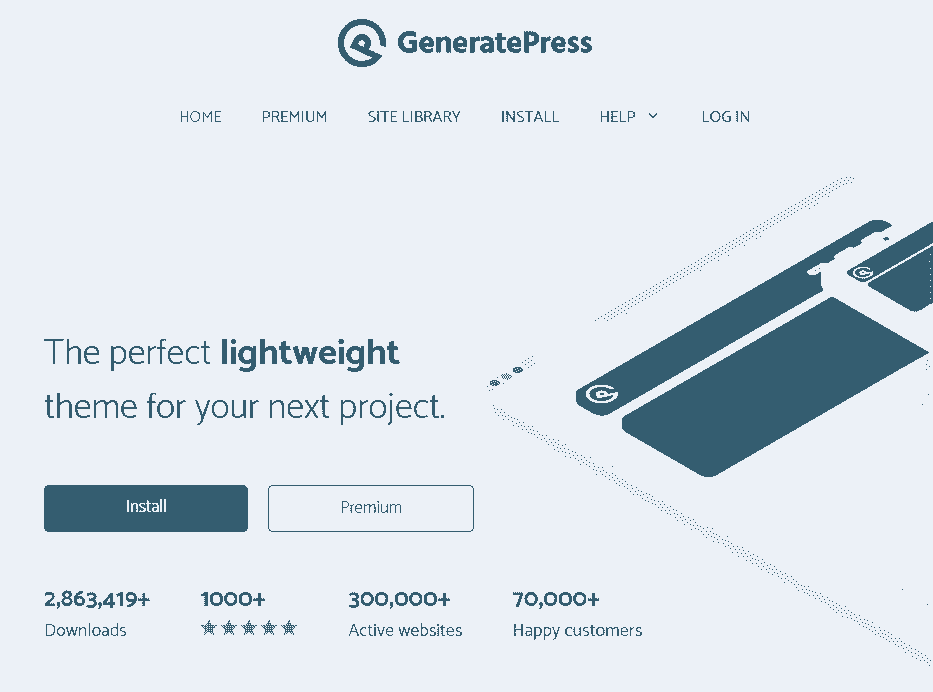 GeneratePress
HOME PREMIUM SITE LIBRARY INSTALL HELP LOG IN
The perfect lightweight
theme for your next project.
Install Premium
2,863,419+ 1000+ 300,000+ 70,000+
Downloads Active websites Happy customers